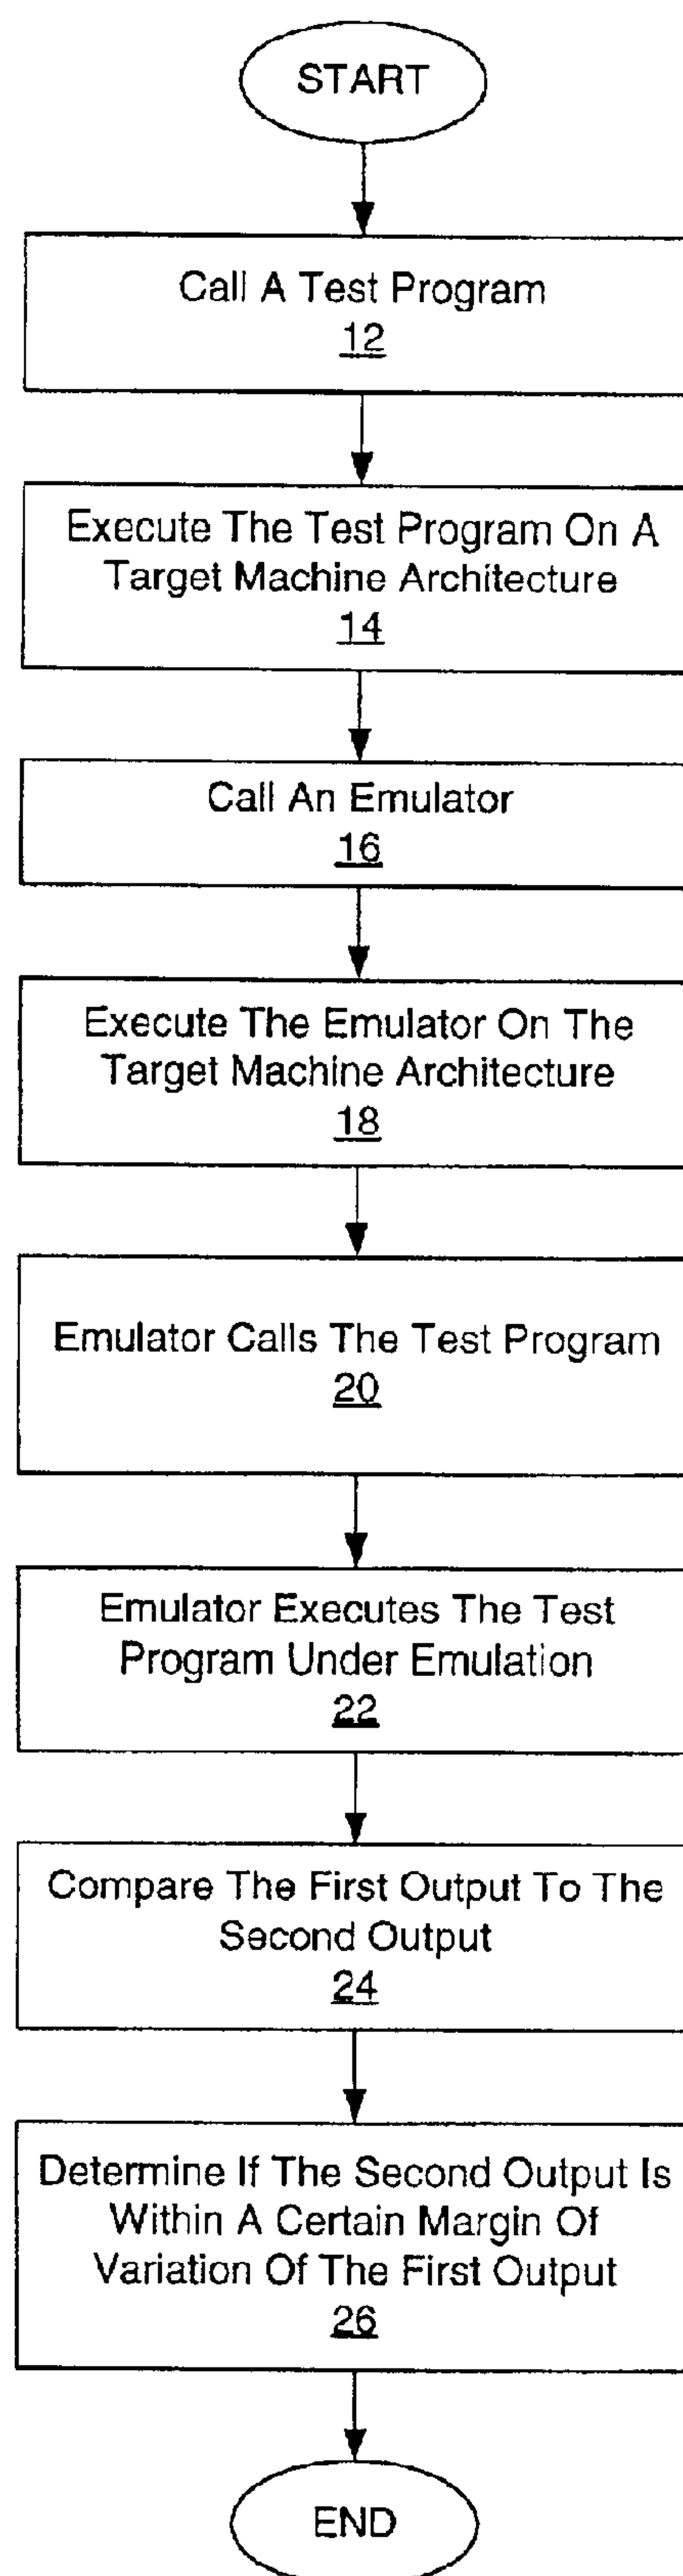 START
Call A Test Program
12
Execute The Test Program On A
Target Machine Architecture
14
Call An Emulator
16
Execute The Emulator On The
Target Machine Architecture
18
Emulator Calls The Test Program
20
Emulator Executes The Test
Program Under Emulation
22
Compare The First Output To The
Second Output
24
Determine If The Second Output Is
Within A Certain Margin Of
Variation Of The First Output
26
END